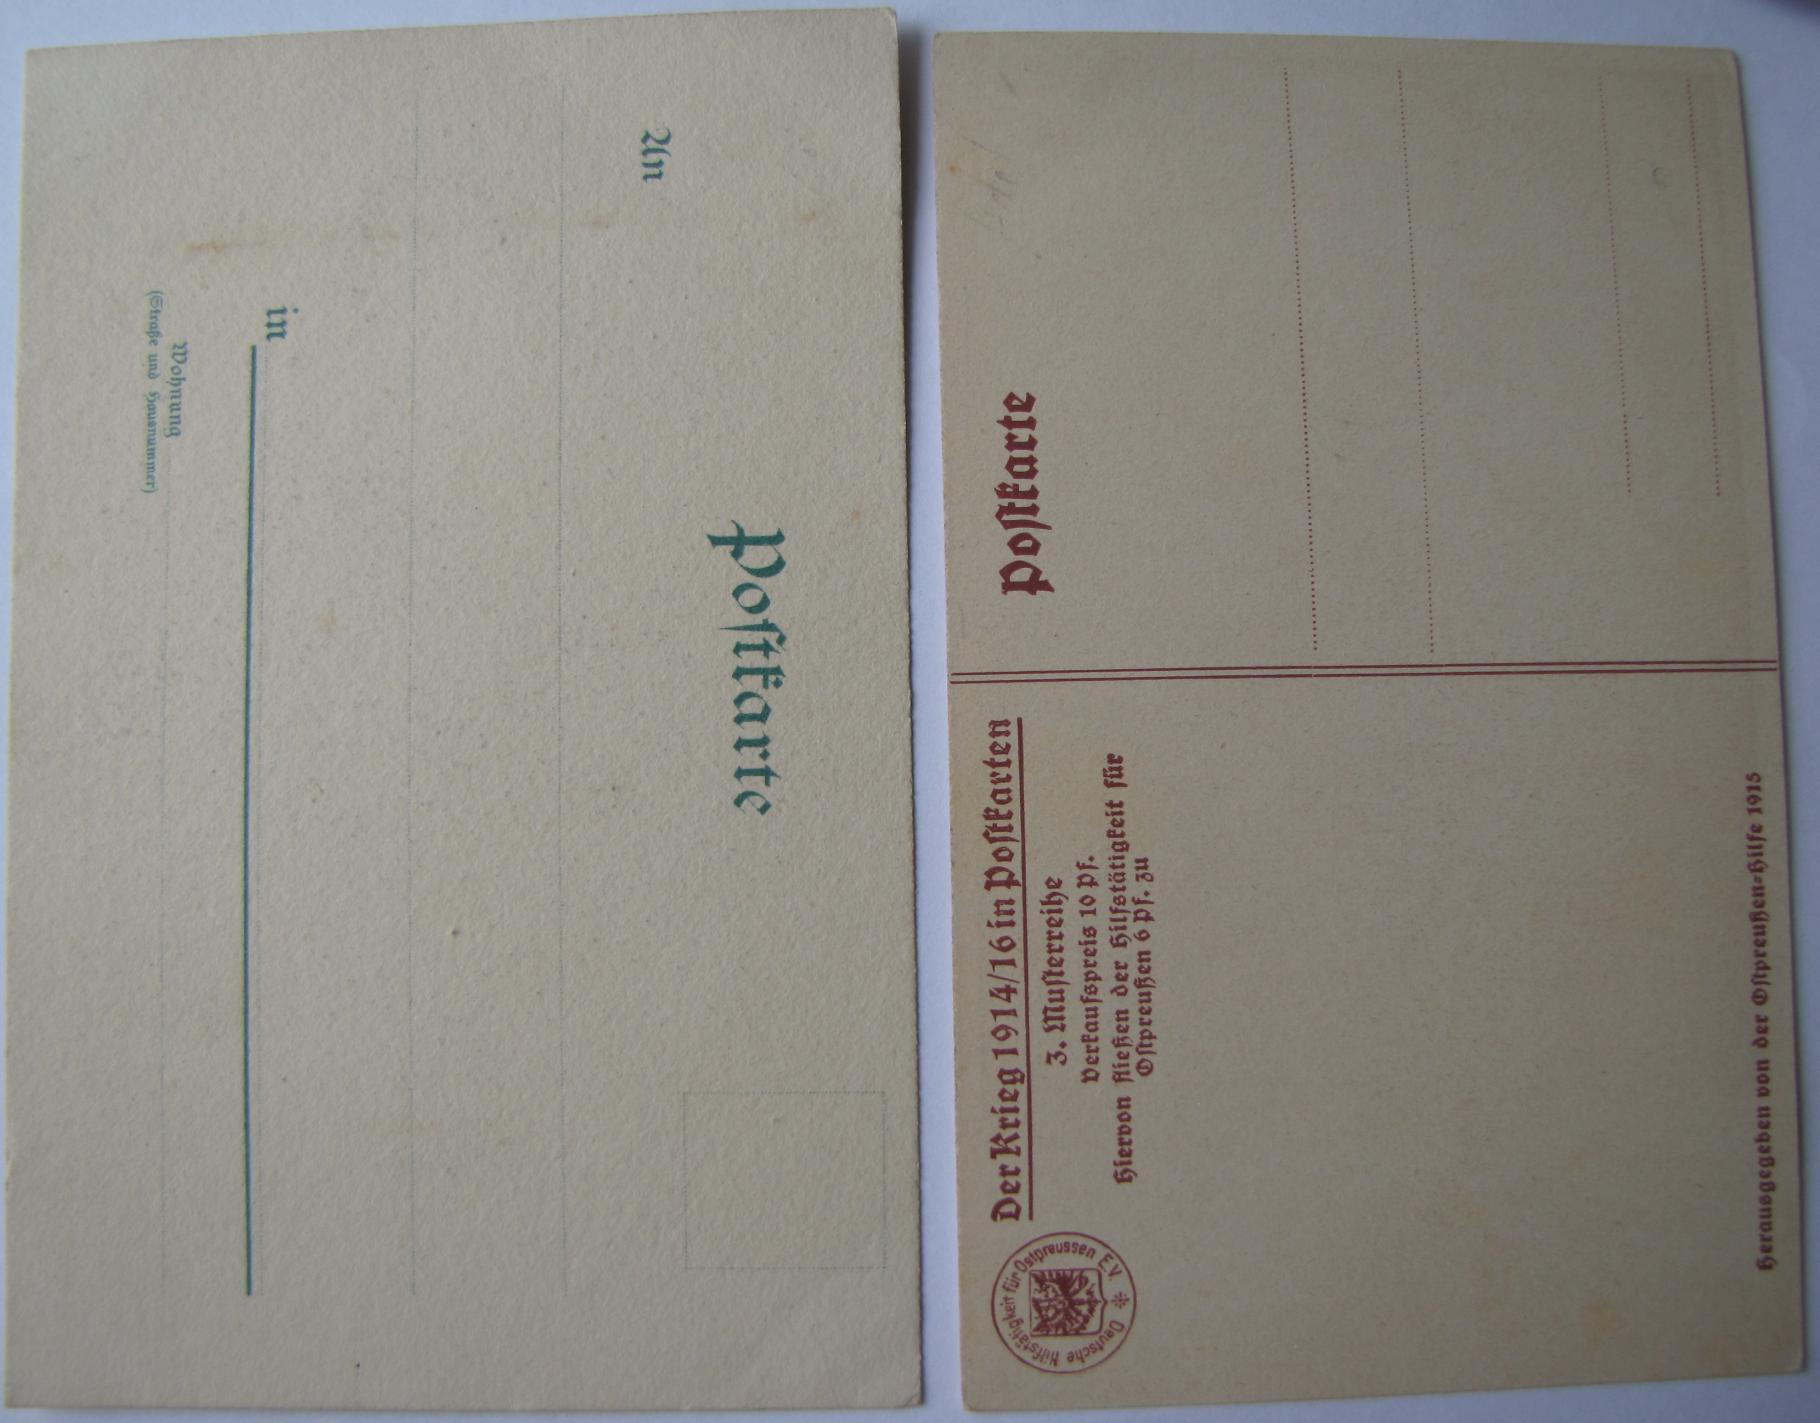 Postkarte
An
in
Wohnung
(Straße und Hausnummer)
Deutsche Hilfstätigkeit für Ostpreussen E.V. *
Der Krieg 1914/16 in Postkarten
3. Musterreihe
Verkaufspreis 10 Pf.
Hiervon fließen der Hilfstätigkeit für
Ostpreußen 6 Pf. zu
Herausgegeben von der Ostpreußen-Hilfe 1915
Postkarte